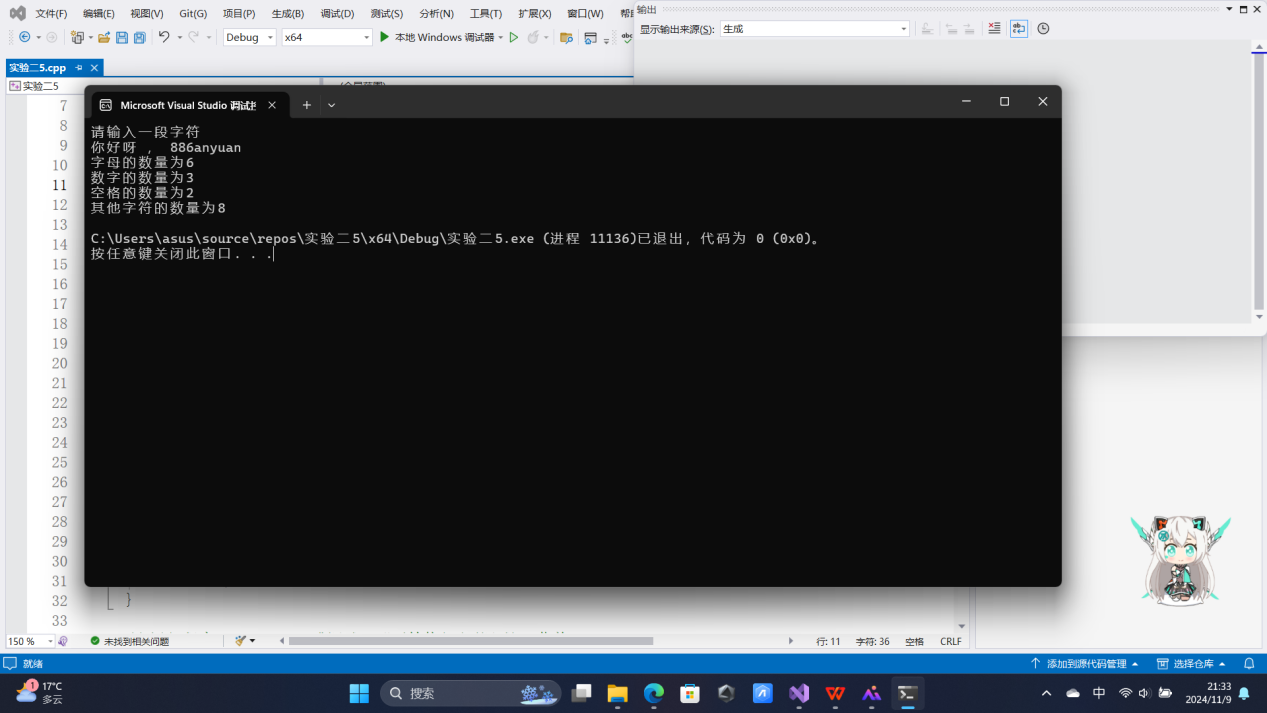 文件(F) 编辑(E) 视图(V) Git(G) 项目(P) 生成(B) 调试(D) 测试(S) 分析(N) 工具(T) 扩展(X) 窗口(W) 帮
输出
显示输出来源(S): 生成
Debug x64 本地 Windows 调试器
实验二5.cpp
实验二5
Microsoft Visual Studio 调试
7
8
9
10
11
12
13
14
15
16
17
18
19
20
21
22
23
24
25
26
27
28
29
30
31
32
33
请输入一段字符
你好呀 ， 886anyuan
字母的数量为6
数字的数量为3
空格的数量为2
其他字符的数量为8
C:\Users\asus\source\repos\实验二5\x64\Debug\实验二5.exe (进程 11136)已退出，代码为 0 (0x0)。
按任意键关闭此窗口. . .
}
150 % 未找到相关问题 行: 11 字符: 36 空格 CRLF
就绪 添加到源代码管理 选择仓库
1 17°C
多云
搜索
中
21:33
2024/11/9